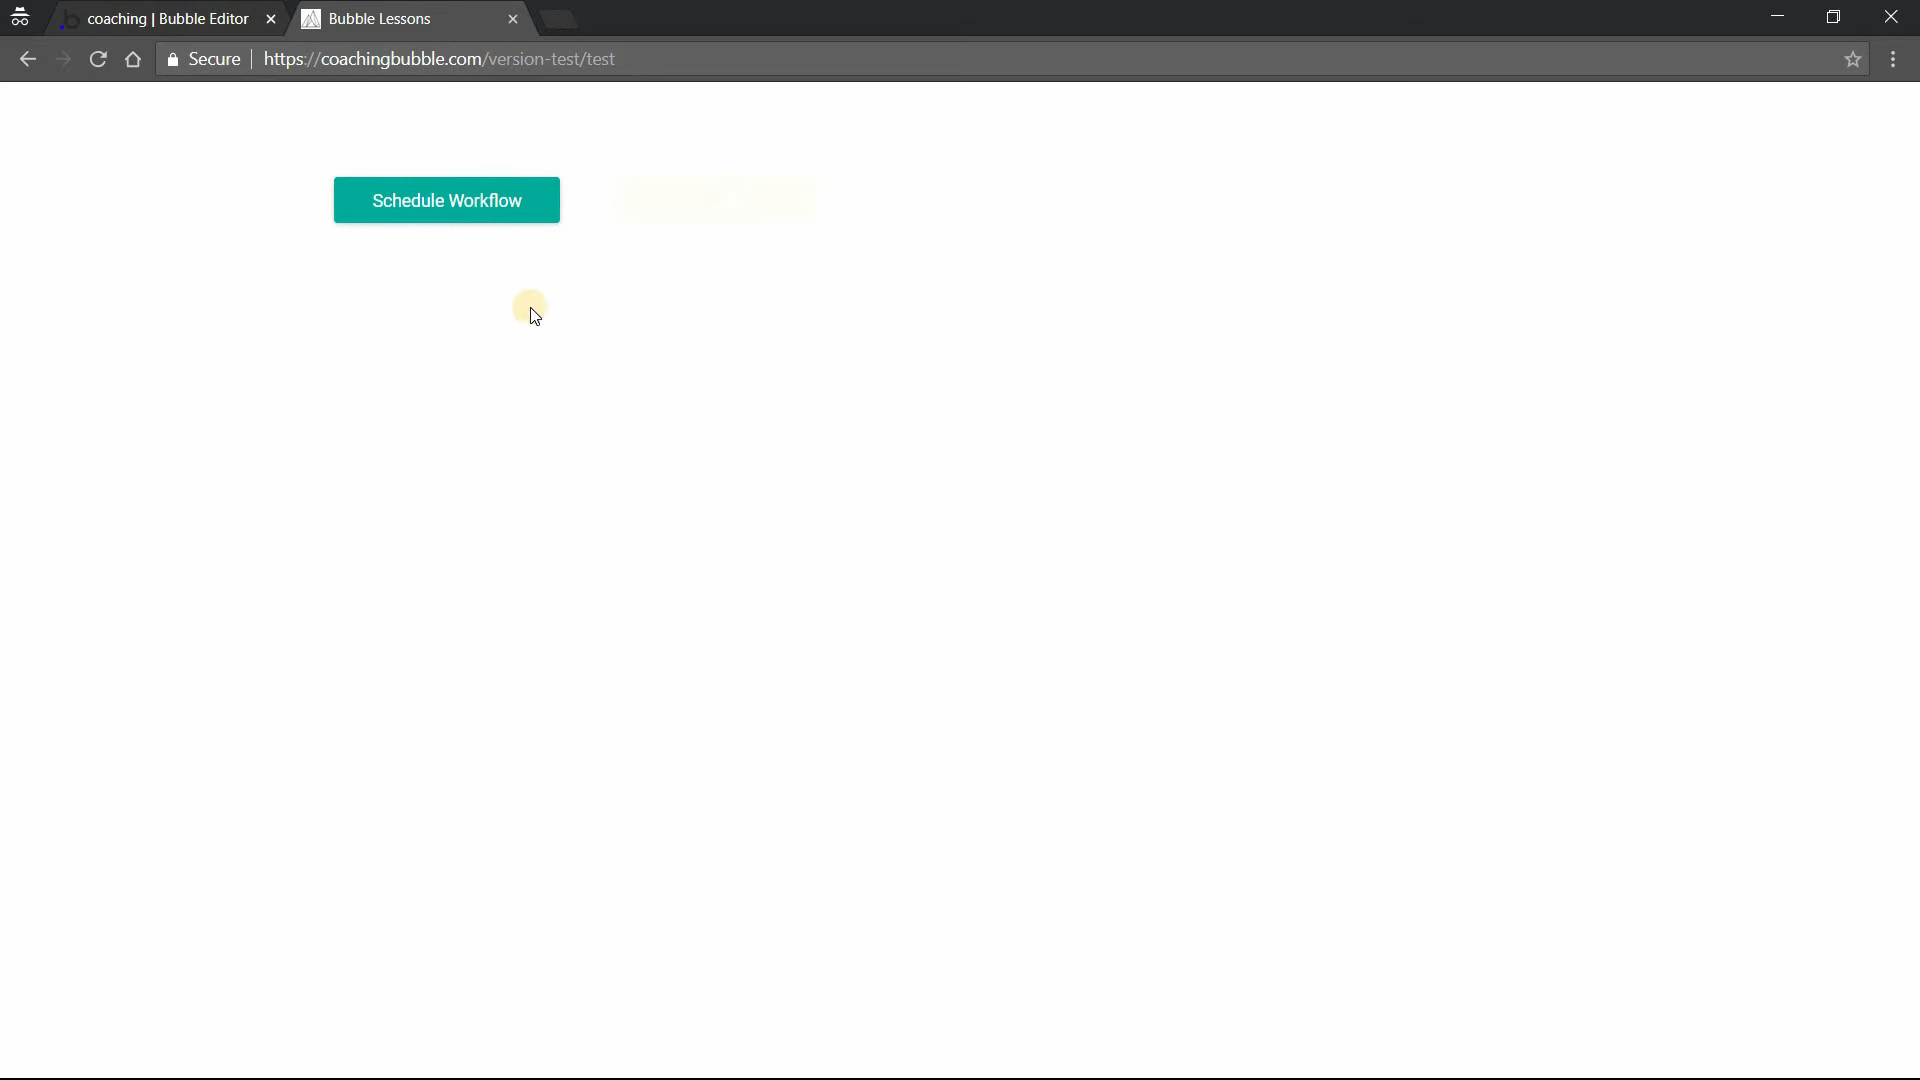 coaching | Bubble Editor
Bubble Lessons
Secure
https://coachingbubble.com/version-test/test
Schedule Workflow